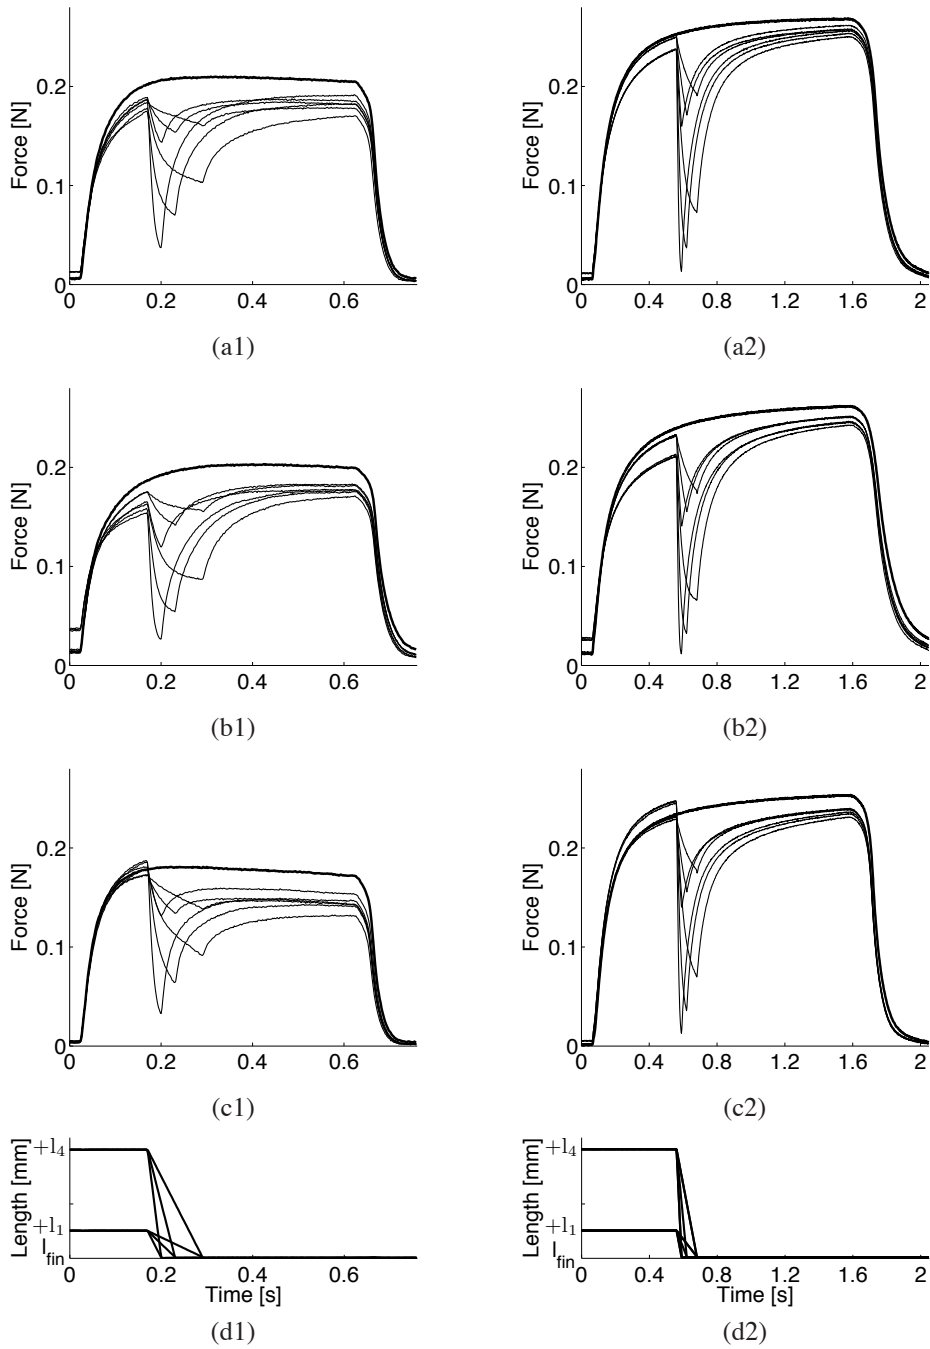 Force [N]
0.2
0.1
0
0 0.2 0.4 0.6
(a1)
Force [N]
0.2
0.1
0
0 0.4 0.8 1.2 1.6 2
(a2)
Force [N]
0.2
0.1
0
0 0.2 0.4 0.6
(b1)
Force [N]
0.2
0.1
0
0 0.4 0.8 1.2 1.6 2
(b2)
Force [N]
0.2
0.1
0
0 0.2 0.4 0.6
(c1)
Force [N]
0.2
0.1
0
0 0.4 0.8 1.2 1.6 2
(c2)
Length [mm]
+l4
+l1
lfin
0 0.2 0.4 0.6
Time [s]
(d1)
Length [mm]
+l4
+l1
lfin
0 0.4 0.8 1.2 1.6 2
Time [s]
(d2)